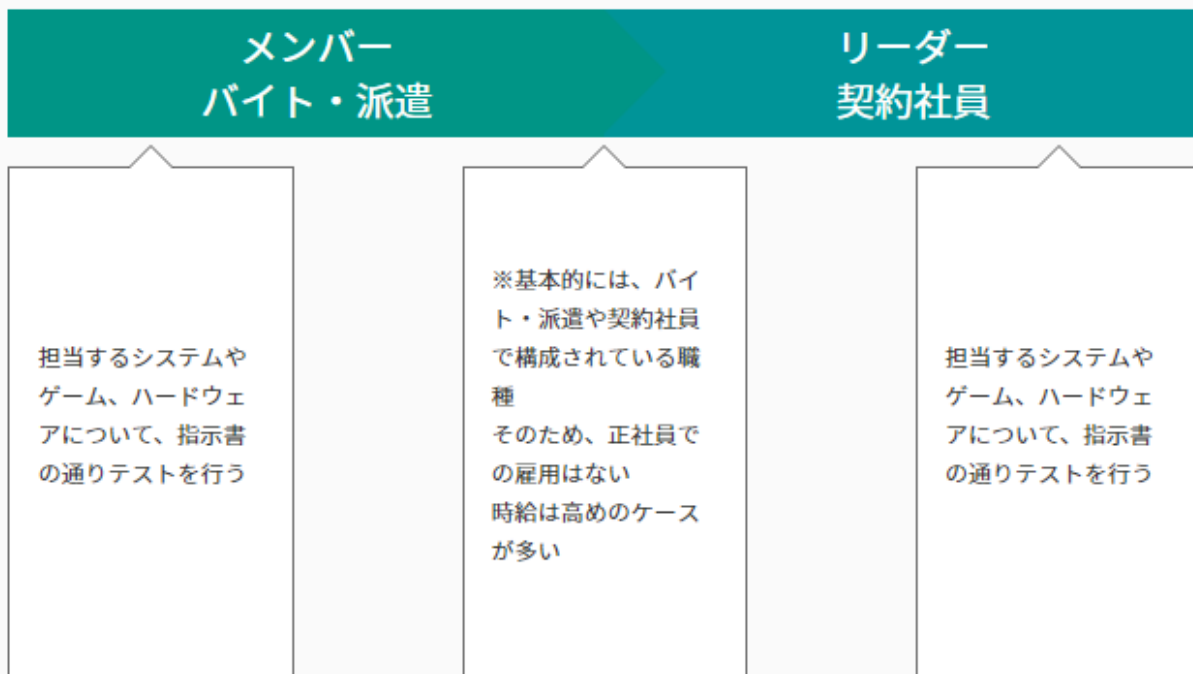 メンバー
バイト・派遣
リーダー
契約社員
担当するシステムや
ゲーム、ハードウェ
アについて、指示書
の通りテストを行う
※基本的には、バイ
ト・派遣や契約社員
で構成されている職
種
そのため、正社員で
の雇用はない
時給は高めのケース
が多い
担当するシステムや
ゲーム、ハードウェ
アについて、指示書
の通りテストを行う